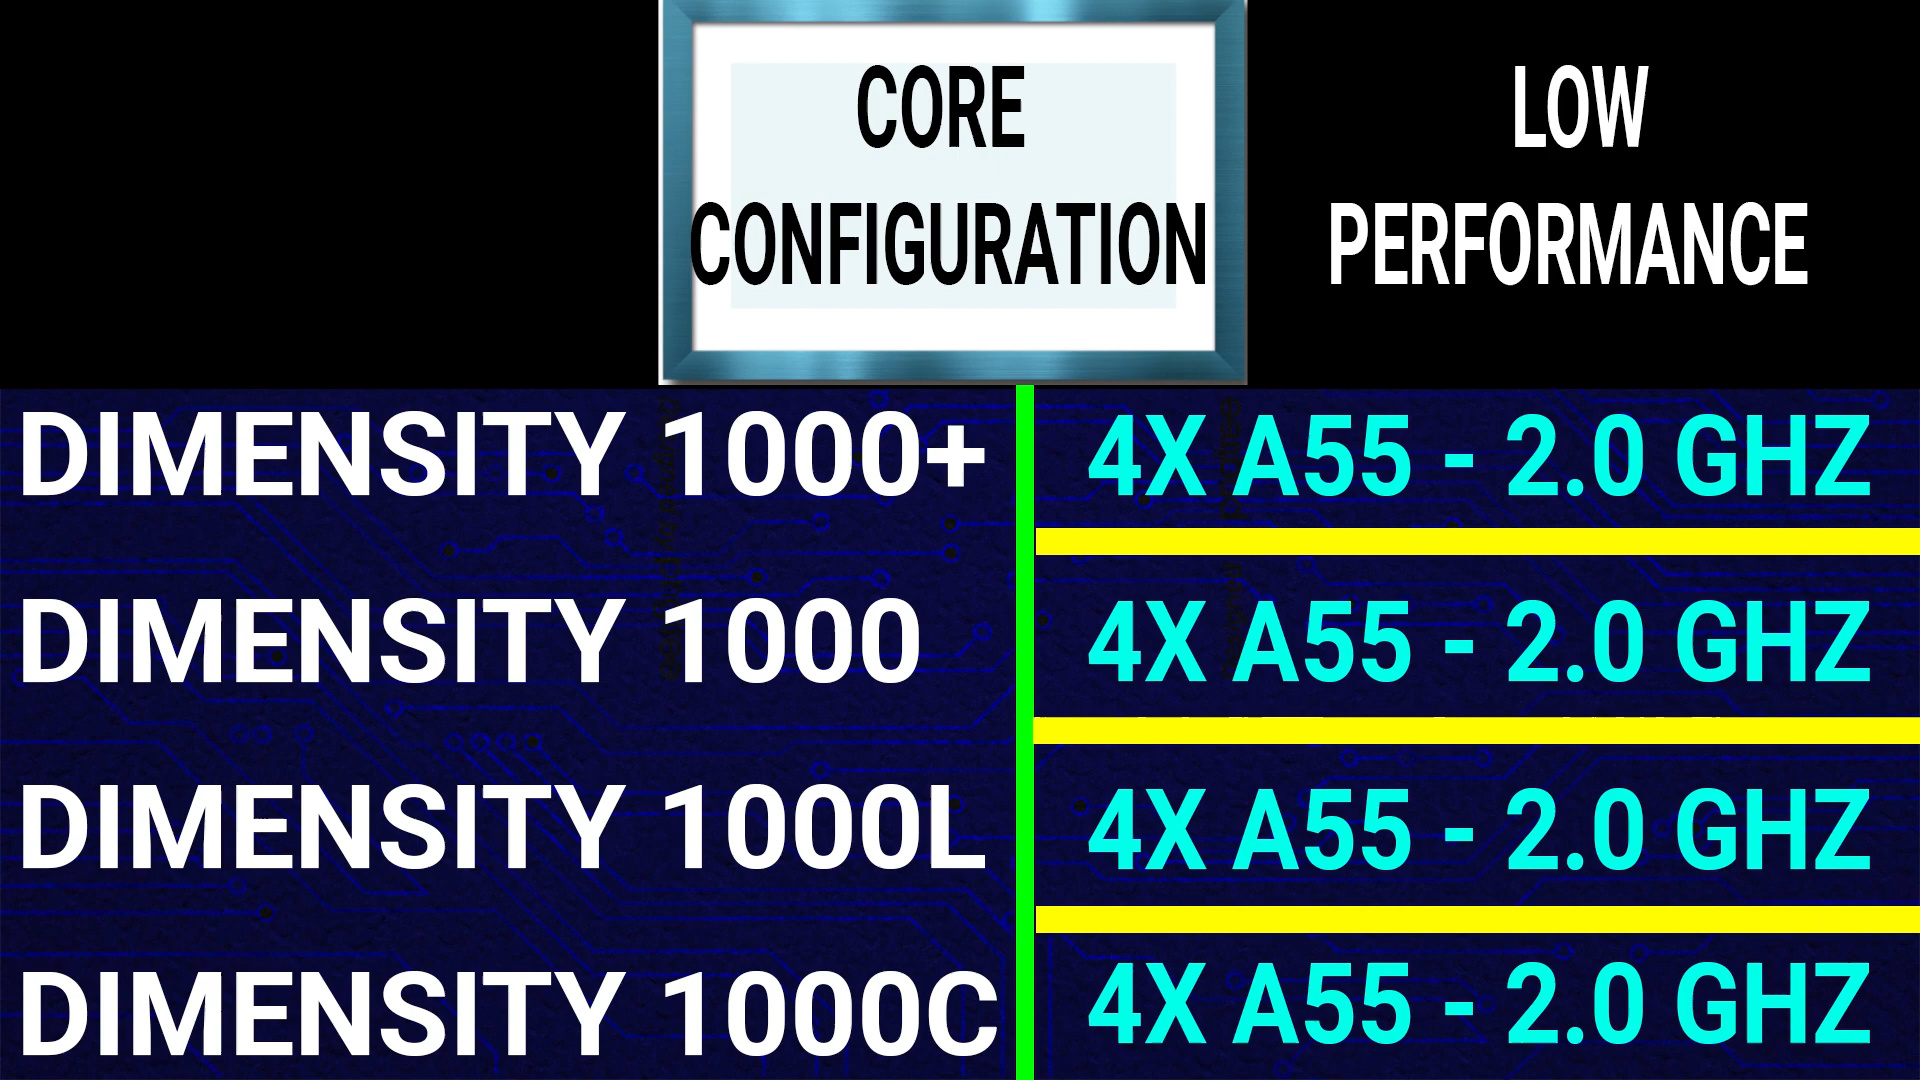 CORE
CONFIGURATION
LOW
PERFORMANCE
DIMENSITY 1000+
4X A55 - 2.0 GHZ
DIMENSITY 1000
4X A55 - 2.0 GHZ
DIMENSITY 1000L
4X A55 - 2.0 GHZ
DIMENSITY 1000C
4X A55 - 2.0 GHZ